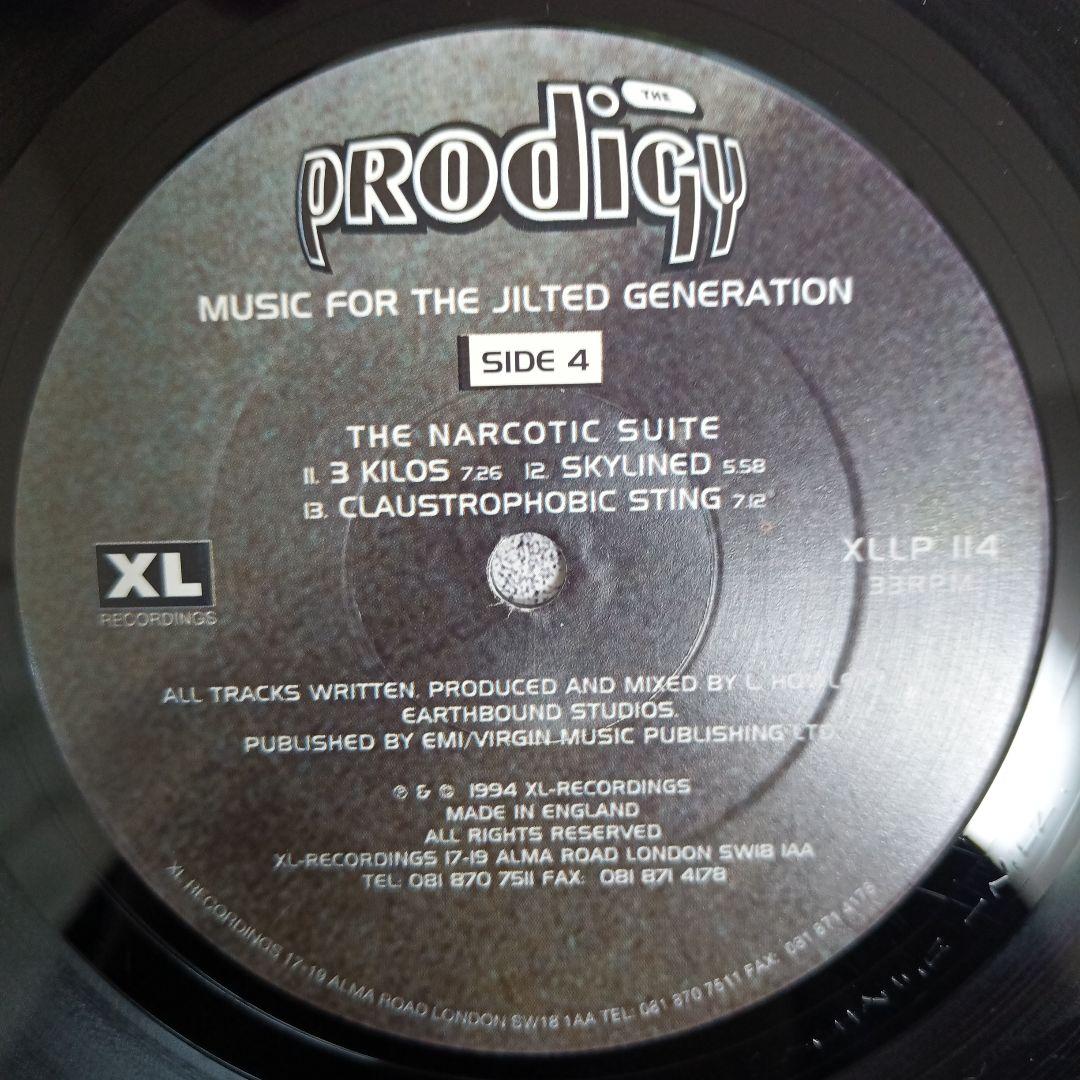 THE
PRODIGY
MUSIC FOR THE JILTED GENERATION
SIDE 4
THE NARCOTIC SUITE
11. 3 KILOS 7.26 12. SKYLINED 5.58
13. CLAUSTROPHOBIC STING 7.12
XL
RECORDINGS
XLLP 114
33RPM
ALL TRACKS WRITTEN, PRODUCED AND MIXED BY L.
EARTHBOUND STUDIOS.
PUBLISHED BY EMI/VIRGIN MUSIC PUBLISHING LTD.
℗ & © 1994 XL-RECORDINGS
MADE IN ENGLAND
ALL RIGHTS RESERVED
XL-RECORDINGS 17-19 ALMA ROAD LONDON SW18 1AA
TEL: 081 870 7511 FAX: 081 871 4178
XL RECORDINGS 17-19 ALMA ROAD LONDON SW18 1AA TEL: 081 870 7511 FAX: 081 871 4178